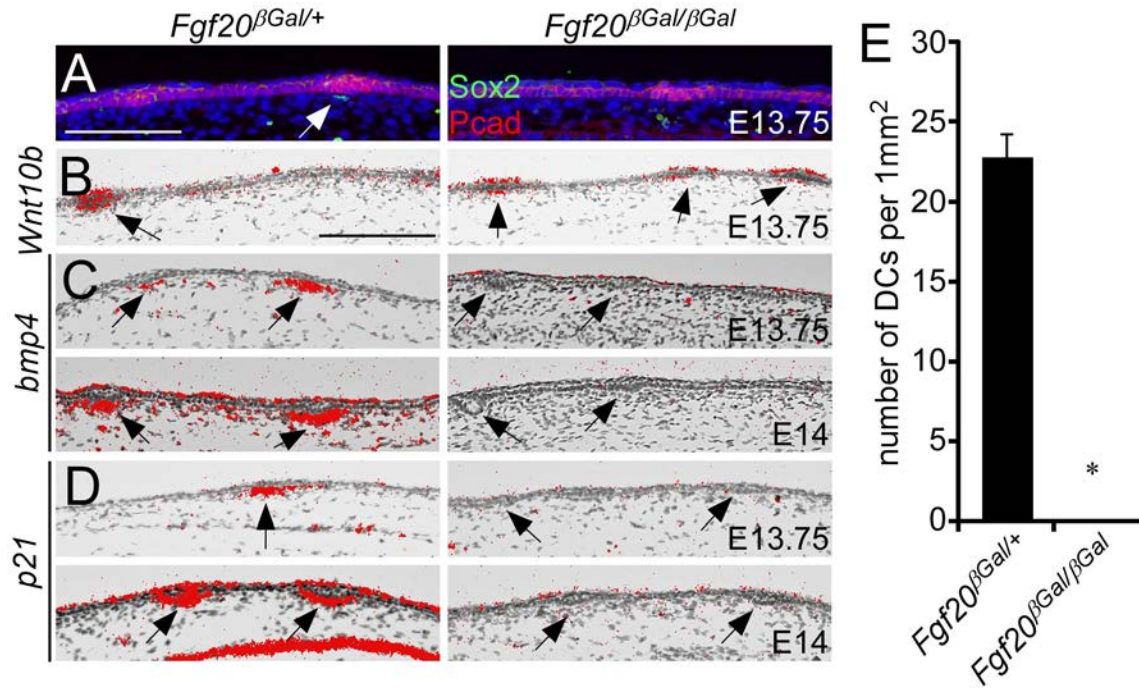 Fgf20βGal/+
Fgf20βGal/βGal
A
Sox2
Pcad
E13.75
Wnt10b
B
E13.75
bmp4
C
E13.75
E14
p21
D
E13.75
E14
E
number of DCs per 1mm²
30
25
20
15
10
5
0
*
Fgf20βGal/+
Fgf20βGal/βGal